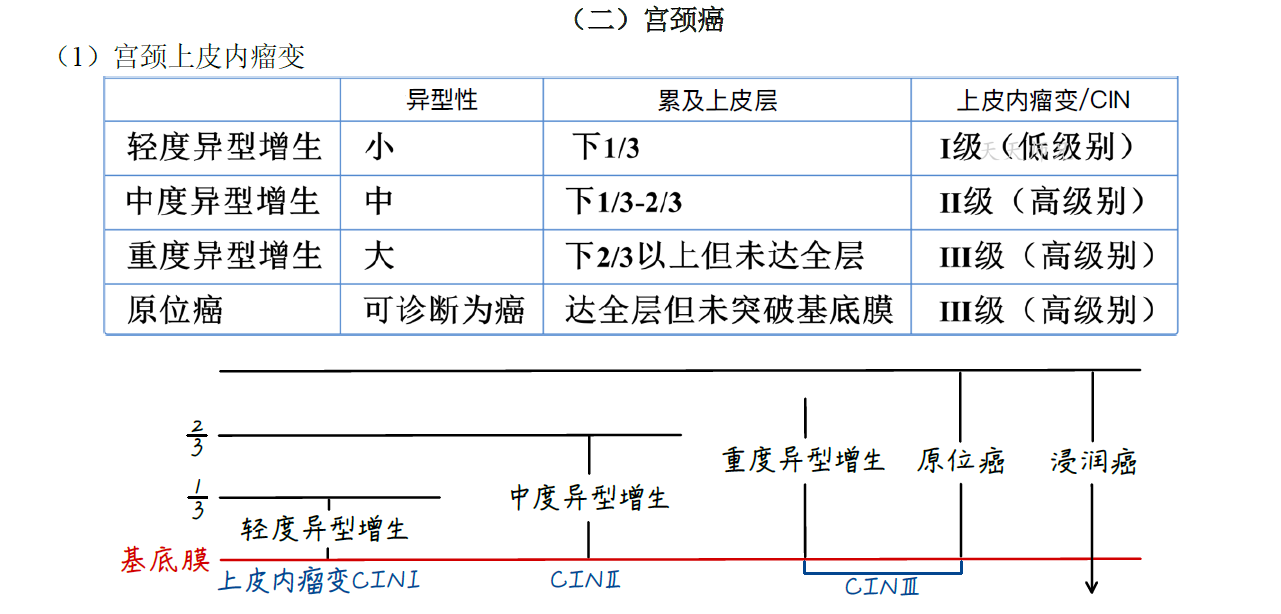 （二）宫颈癌
（1）宫颈上皮内瘤变
异型性 累及上皮层 上皮内瘤变/CIN
轻度异型增生 小 下1/3 I级（低级别）
中度异型增生 中 下1/3-2/3 II级（高级别）
重度异型增生 大 下2/3以上但未达全层 III级（高级别）
原位癌 可诊断为癌 达全层但未突破基底膜 III级（高级别）
2/3
重度异型增生 原位癌 浸润癌
1/3
中度异型增生
轻度异型增生
基底膜
上皮内瘤变CINⅠ CINⅡ CINⅢ